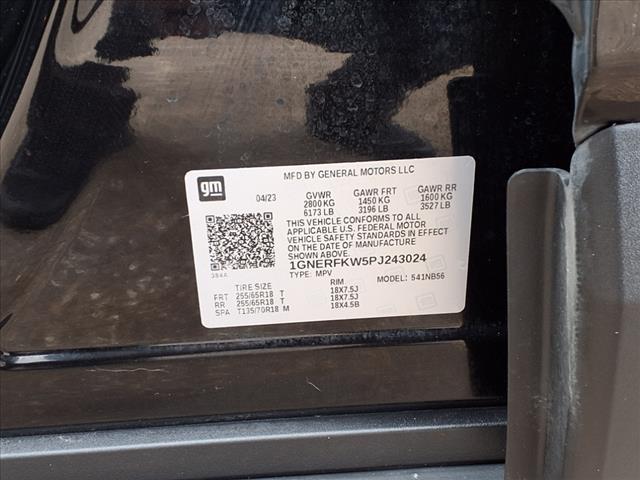 MFD BY GENERAL MOTORS LLC
gm
04/23 GVWR GAWR FRT GAWR RR
2800 KG 1450 KG 1600 KG
6173 LB 3196 LB 3527 LB
THIS VEHICLE CONFORMS TO ALL
APPLICABLE U.S. FEDERAL MOTOR
VEHICLE SAFETY STANDARDS IN EFFECT
ON THE DATE OF MANUFACTURE
SHOWN ABOVE.
1GNERFKW5PJ243024
384A
TYPE: MPV MODEL: 541NB56
TIRE SIZE RIM
FRT 255/65R18 T 18X7.5J
RR 255/65R18 T 18X7.5J
SPA T135/70R18 M 18X4.5B